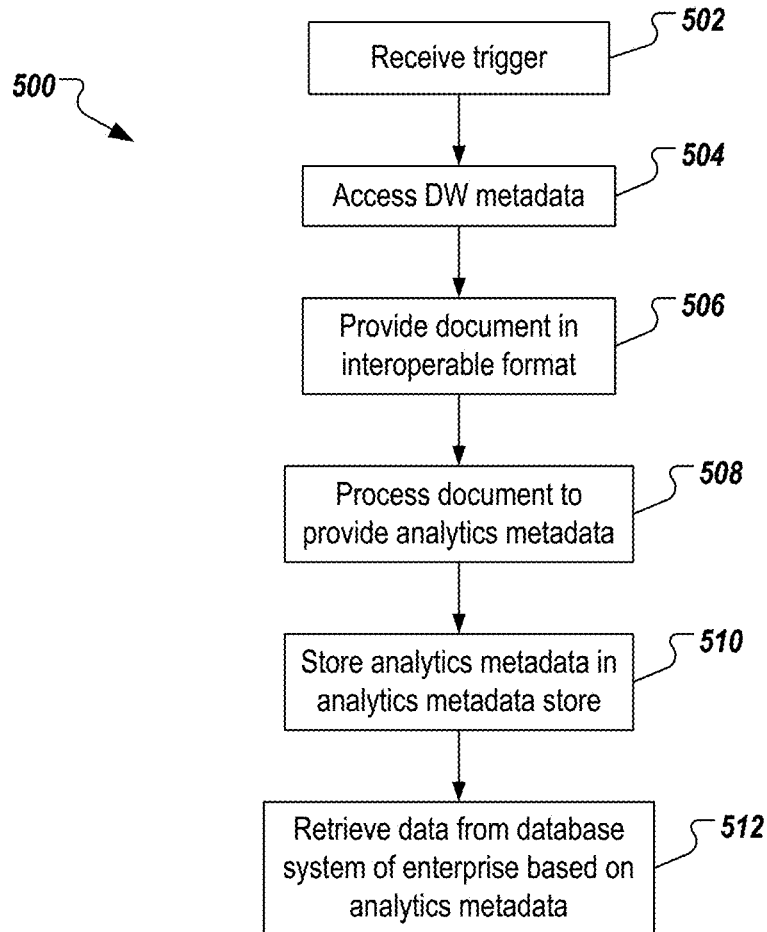 502
Receive trigger
500
504
Access DW metadata
506
Provide document in
interoperable format
508
Process document to
provide analytics metadata
510
Store analytics metadata in
analytics metadata store
512
Retrieve data from database
system of enterprise based on
analytics metadata